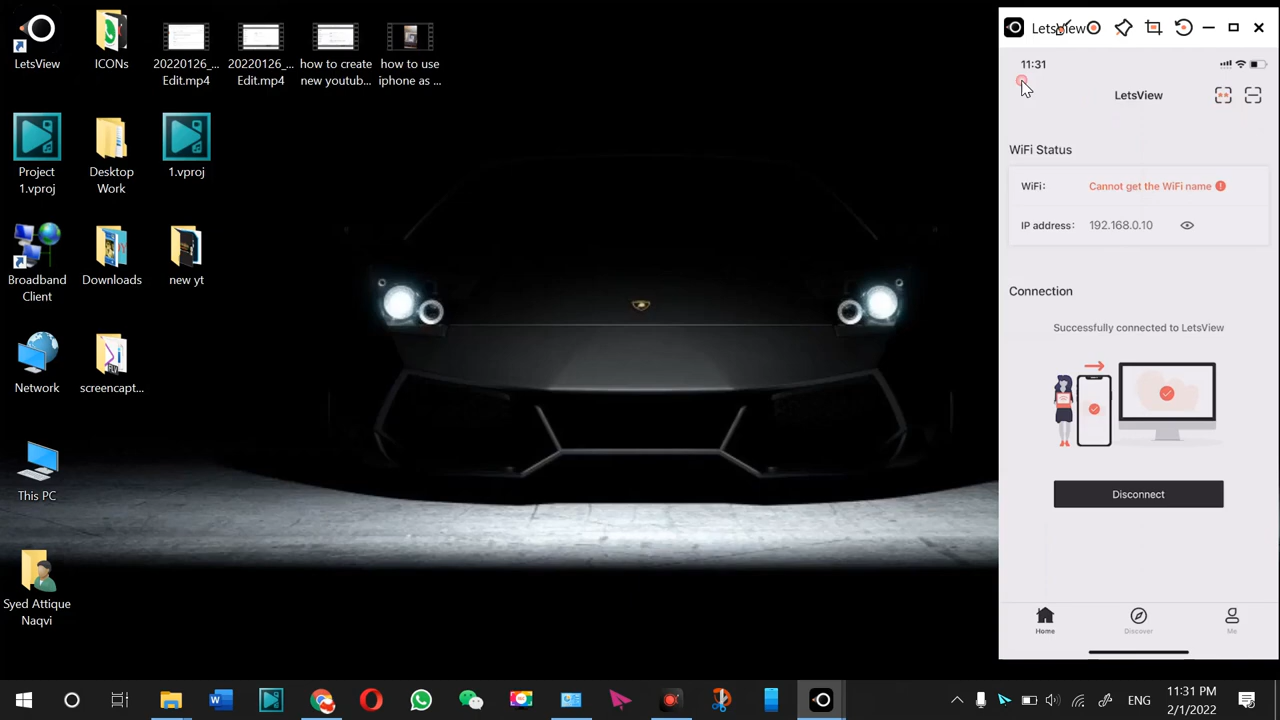 LetsView
ICONs
20220126_...
Edit.mp4
20220126_...
Edit.mp4
how to create
new youtub...
how to use
iphone as ...
Project
1.vproj
Desktop
Work
1.vproj
Broadband
Client
Downloads
new yt
Network
screencapt...
This PC
Syed Attique
Naqvi
LetsView
11:31
LetsView
WiFi Status
WiFi: Cannot get the WiFi name
IP address: 192.168.0.10
Connection
Successfully connected to LetsView
Disconnect
Home
Discover
Me
ENG
11:31 PM
2/1/2022